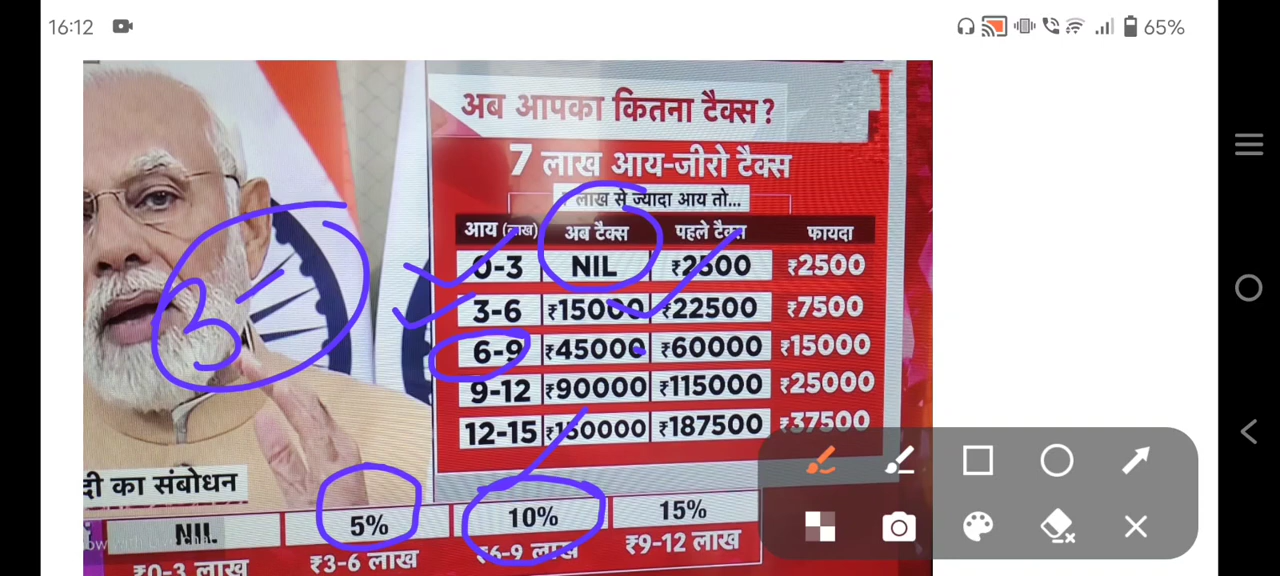 16:12
65%
अब आपका कितना टैक्स?
7 लाख आय-जीरो टैक्स
लाख से ज्यादा आय तो...
आय (लाख) अब टैक्स पहले टैक्स फायदा
0-3 NIL ₹2500 ₹2500
3-6 ₹15000 ₹22500 ₹7500
6-9 ₹45000 ₹60000 ₹15000
9-12 ₹90000 ₹115000 ₹25000
12-15 ₹150000 ₹187500 ₹37500
3
दी का संबोधन
NIL 5% 10% 15%
₹0-3 लाख ₹3-6 लाख ₹6-9 लाख ₹9-12 लाख